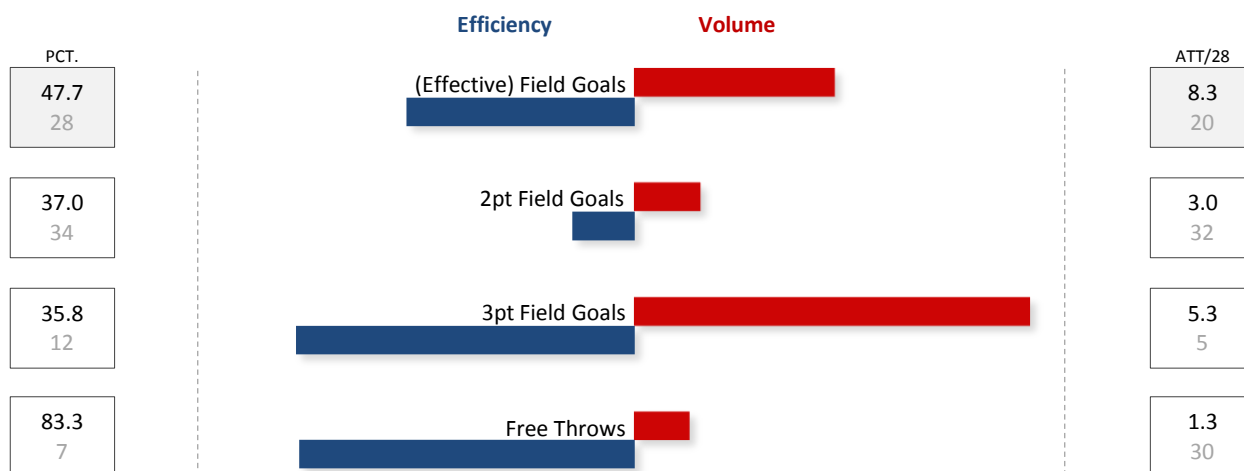 Efficiency Volume
PCT. ATT/28
(Effective) Field Goals
47.7 8.3
28 20
2pt Field Goals
37.0 3.0
34 32
3pt Field Goals
35.8 5.3
12 5
Free Throws
83.3 1.3
7 30